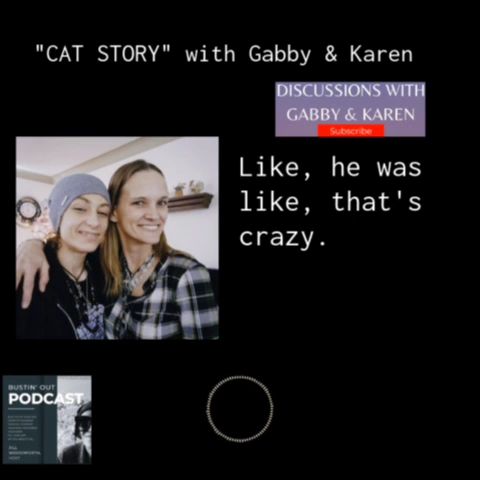 "CAT STORY" with Gabby & Karen
DISCUSSIONS WITH
GABBY & KAREN
Subscribe
Like, he was
like, that's
crazy.
BUSTIN' OUT
PODCAST